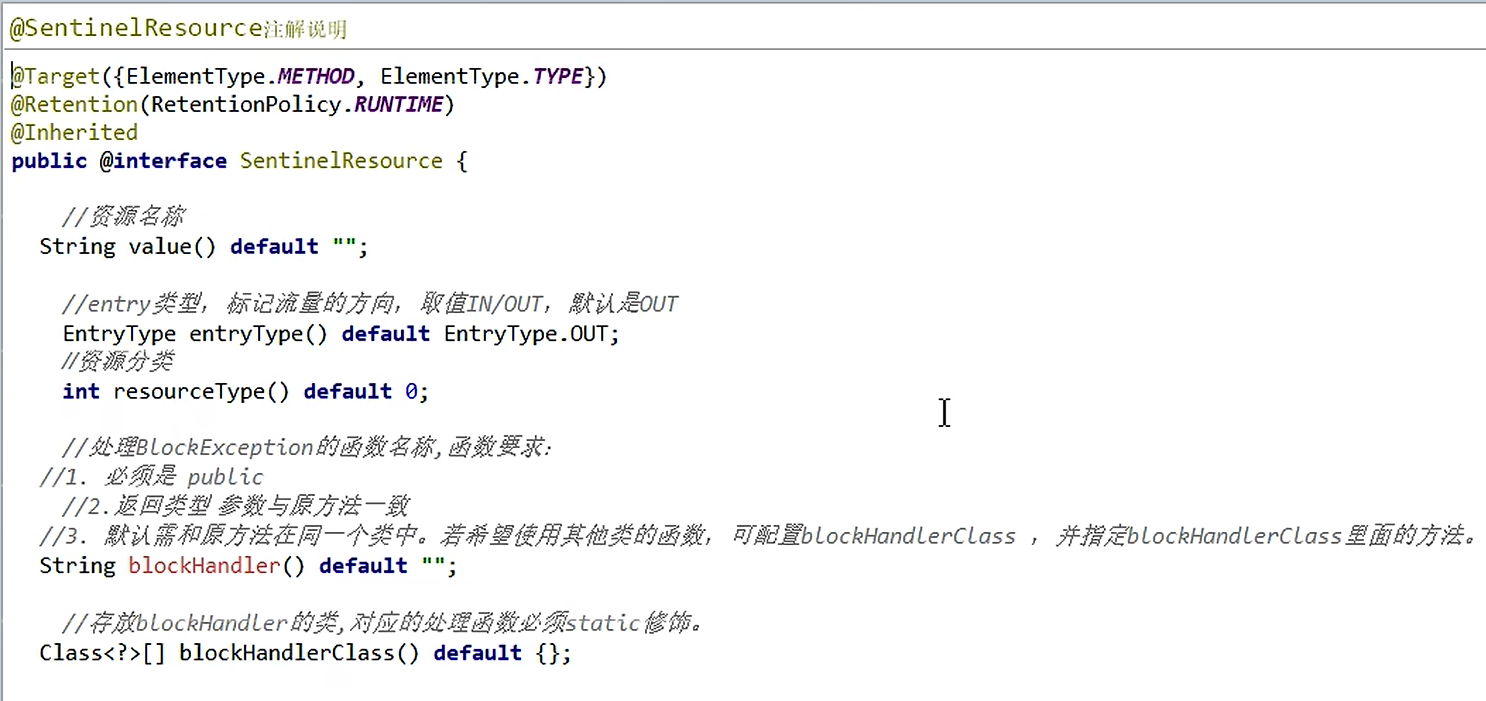 @SentinelResource注解说明
@Target({ElementType.METHOD, ElementType.TYPE})
@Retention(RetentionPolicy.RUNTIME)
@Inherited
public @interface SentinelResource {
//资源名称
String value() default "";
//entry类型，标记流量的方向，取值IN/OUT，默认是OUT
EntryType entryType() default EntryType.OUT;
//资源分类
int resourceType() default 0;
//处理BlockException的函数名称,函数要求：
//1. 必须是 public
//2.返回类型 参数与原方法一致
//3. 默认需和原方法在同一个类中。若希望使用其他类的函数，可配置blockHandlerClass ，并指定blockHandlerClass里面的方法。
String blockHandler() default "";
//存放blockHandler的类,对应的处理函数必须static修饰。
Class<?>[] blockHandlerClass() default {};